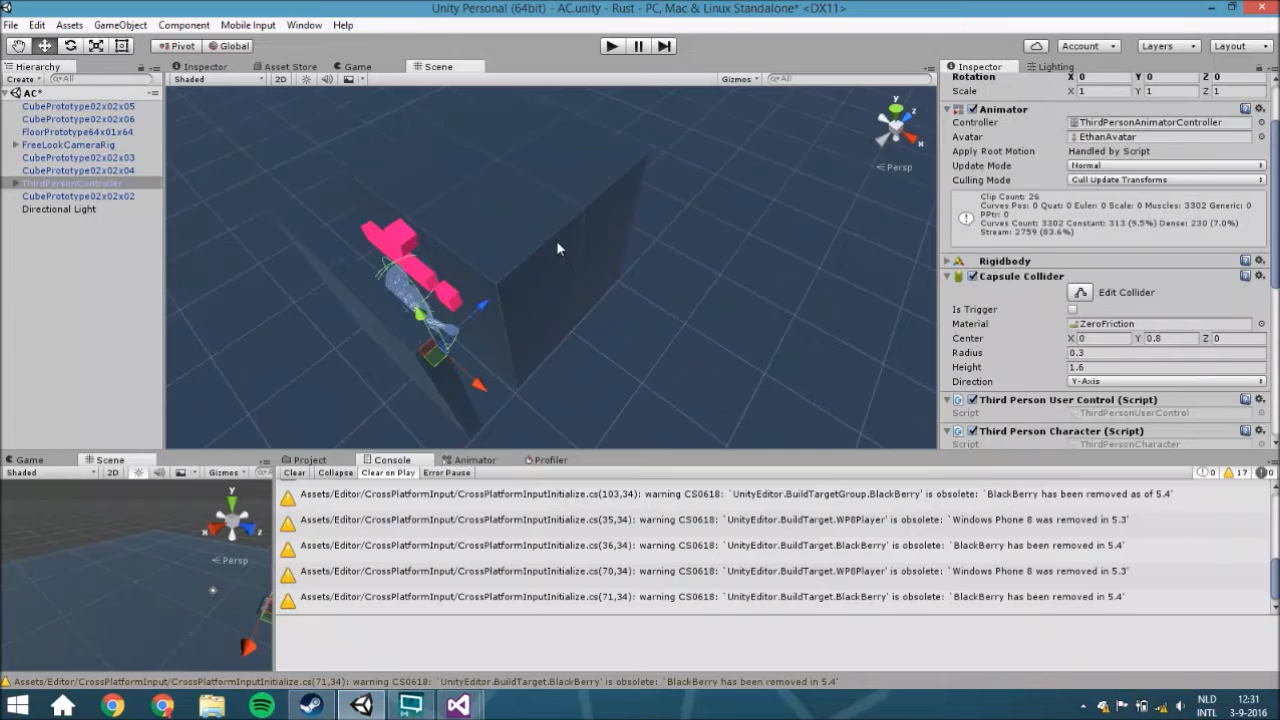 Unity Personal (64bit) - AC.unity - Rust - PC, Mac & Linux Standalone* <DX11>
File Edit Assets GameObject Component Mobile Input Window Help
Pivot Global Account Layers Layout
Hierarchy Inspector Asset Store Game Scene Inspector Lighting
Create All Shaded 2D Gizmos All
AC*
CubePrototype02x02x05
CubePrototype02x02x06
FloorPrototype64x01x64
FreeLookCameraRig
CubePrototype02x02x03
CubePrototype02x02x04
ThirdPersonController
CubePrototype02x02x02
Directional Light
y
z
x
Persp
Rotation X 0 Y 0 Z 0
Scale X 1 Y 1 Z 1
Animator
Controller ThirdPersonAnimatorController
Avatar EthanAvatar
Apply Root Motion Handled by Script
Update Mode Normal
Culling Mode Cull Update Transforms
Clip Count: 26
Curves Pos: 0 Quat: 0 Euler: 0 Scale: 0 Muscles: 3302 Generic: 0
PPtr: 0
Curves Count: 3302 Constant: 313 (9.5%) Dense: 230 (7.0%)
Stream: 2759 (83.6%)
Rigidbody
Capsule Collider
Edit Collider
Is Trigger
Material ZeroFriction
Center X 0 Y 0.8 Z 0
Radius 0.3
Height 1.6
Direction Y-Axis
Third Person User Control (Script)
Script ThirdPersonUserControl
Third Person Character (Script)
Script ThirdPersonCharacter
Game Scene Project Console Animator Profiler
Shaded 2D Gizmos Clear Collapse Clear on Play Error Pause 0 17 0
y
x
z
Persp
Assets/Editor/CrossPlatformInput/CrossPlatformInputInitialize.cs(103,34): warning CS0618: `UnityEditor.BuildTargetGroup.BlackBerry' is obsolete: `BlackBerry has been removed as of 5.4'
Assets/Editor/CrossPlatformInput/CrossPlatformInputInitialize.cs(35,34): warning CS0618: `UnityEditor.BuildTarget.WP8Player' is obsolete: `Windows Phone 8 was removed in 5.3'
Assets/Editor/CrossPlatformInput/CrossPlatformInputInitialize.cs(36,34): warning CS0618: `UnityEditor.BuildTarget.BlackBerry' is obsolete: `BlackBerry has been removed in 5.4'
Assets/Editor/CrossPlatformInput/CrossPlatformInputInitialize.cs(70,34): warning CS0618: `UnityEditor.BuildTarget.WP8Player' is obsolete: `Windows Phone 8 was removed in 5.3'
Assets/Editor/CrossPlatformInput/CrossPlatformInputInitialize.cs(71,34): warning CS0618: `UnityEditor.BuildTarget.BlackBerry' is obsolete: `BlackBerry has been removed in 5.4'
Assets/Editor/CrossPlatformInput/CrossPlatformInputInitialize.cs(71,34): warning CS0618: `UnityEditor.BuildTarget.BlackBerry' is obsolete: `BlackBerry has been removed in 5.4'
NLD 12:31
INTL 3-9-2016